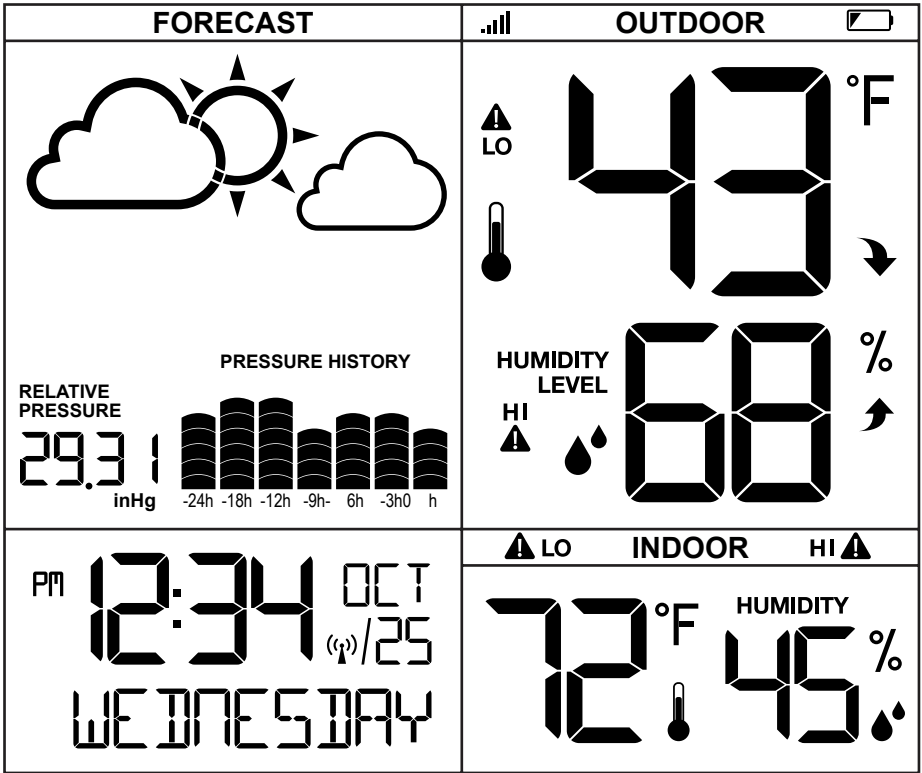 FORECAST
PRESSURE HISTORY
RELATIVE
PRESSURE
29.31
inHg
-24h -18h -12h -9h- 6h -3h0 h
OUTDOOR
43 °F
LO
HUMIDITY
LEVEL
HI
68 %
PM 12:34 OCT
/25
WEDNESDAY
LO INDOOR HI
72 °F
HUMIDITY
45 %